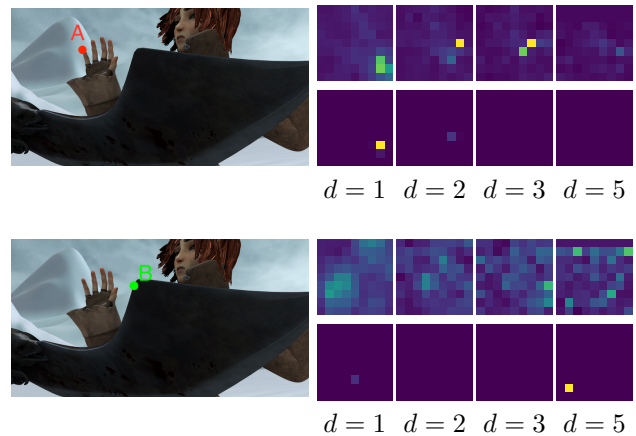 A
d = 1 d = 2 d = 3 d = 5
B
d = 1 d = 2 d = 3 d = 5